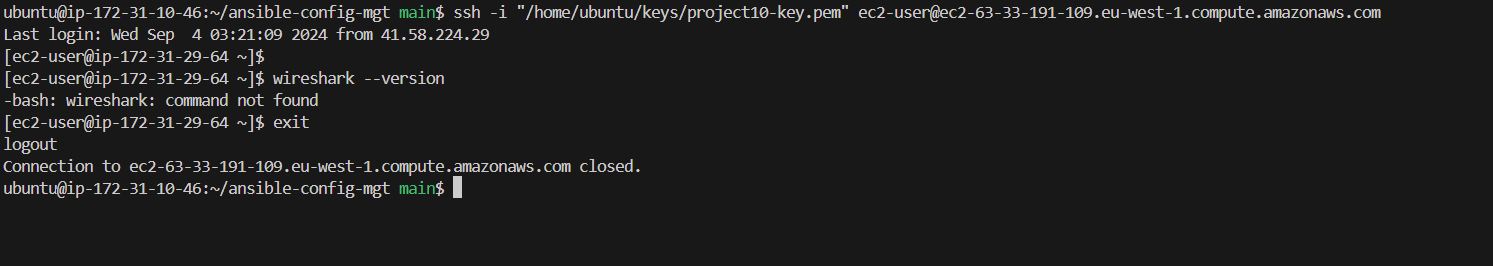 ubuntu@ip-172-31-10-46:~/ansible-config-mgt main$ ssh -i "/home/ubuntu/keys/project10-key.pem" ec2-user@ec2-63-33-191-109.eu-west-1.compute.amazonaws.com
Last login: Wed Sep  4 03:21:09 2024 from 41.58.224.29
[ec2-user@ip-172-31-29-64 ~]$
[ec2-user@ip-172-31-29-64 ~]$ wireshark --version
-bash: wireshark: command not found
[ec2-user@ip-172-31-29-64 ~]$ exit
logout
Connection to ec2-63-33-191-109.eu-west-1.compute.amazonaws.com closed.
ubuntu@ip-172-31-10-46:~/ansible-config-mgt main$